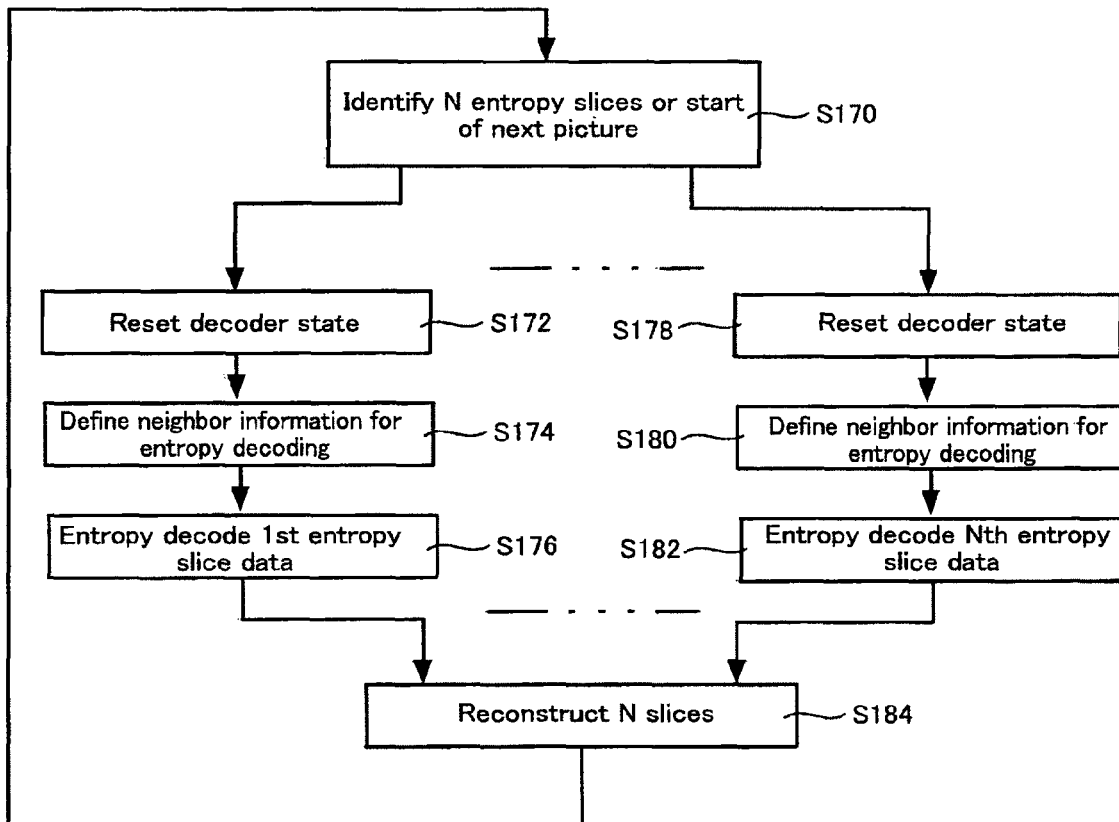 Identify N entropy slices or start
of next picture
S170
Reset decoder state
S172
S178
Reset decoder state
Define neighbor information for
entropy decoding
S174
S180
Define neighbor information for
entropy decoding
Entropy decode 1st entropy
slice data
S176
S182
Entropy decode Nth entropy
slice data
Reconstruct N slices
S184